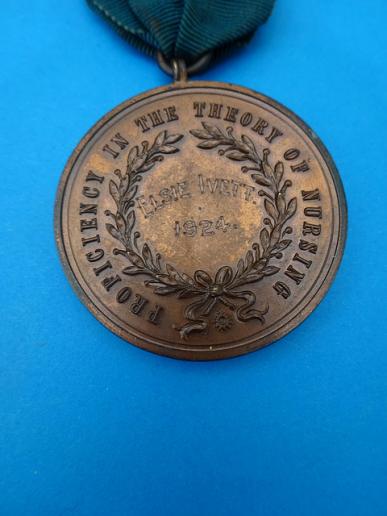 PROFICIENCY IN THE THEORY OF NURSING
ELSIE IVETT.
1924.